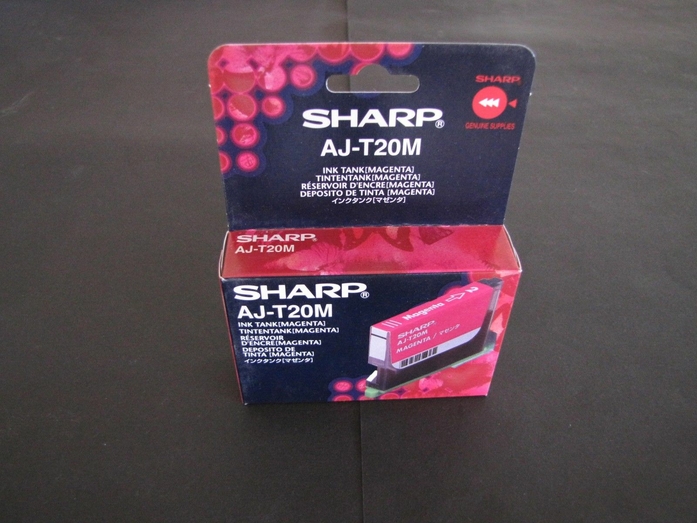 SHARP®
AJ-T20M
INK TANK[MAGENTA]
TINTENTANK[MAGENTA]
RÉSERVOIR D'ENCRE[MAGENTA]
DEPOSITO DE TINTA [MAGENTA]
インクタンク[マゼンタ]
SHARP
GENUINE SUPPLIES
SHARP®
AJ-T20M
SHARP®
AJ-T20M
INK TANK[MAGENTA]
TINTENTANK[MAGENTA]
RÉSERVOIR
D'ENCRE[MAGENTA]
DEPOSITO DE
TINTA [MAGENTA]
インクタンク[マゼンタ]
Magenta
SHARP
AJ-T20M
MAGENTA / マゼンタ